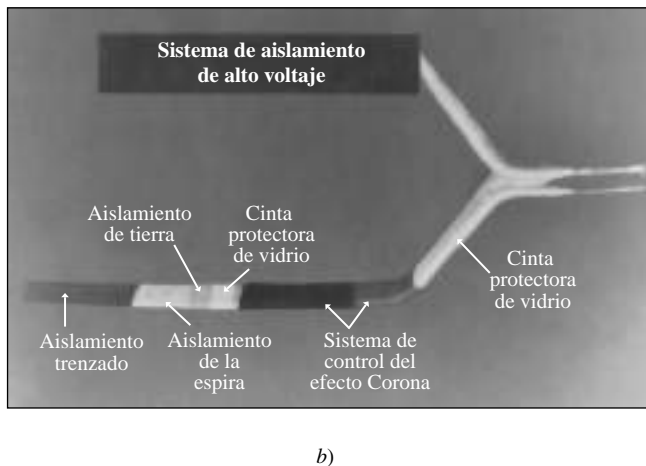 Sistema de aislamiento
de alto voltaje
Aislamiento
de tierra
Cinta
protectora
de vidrio
Cinta
protectora
de vidrio
Aislamiento
trenzado
Aislamiento
de la
espira
Sistema de
control del
efecto Corona
b)